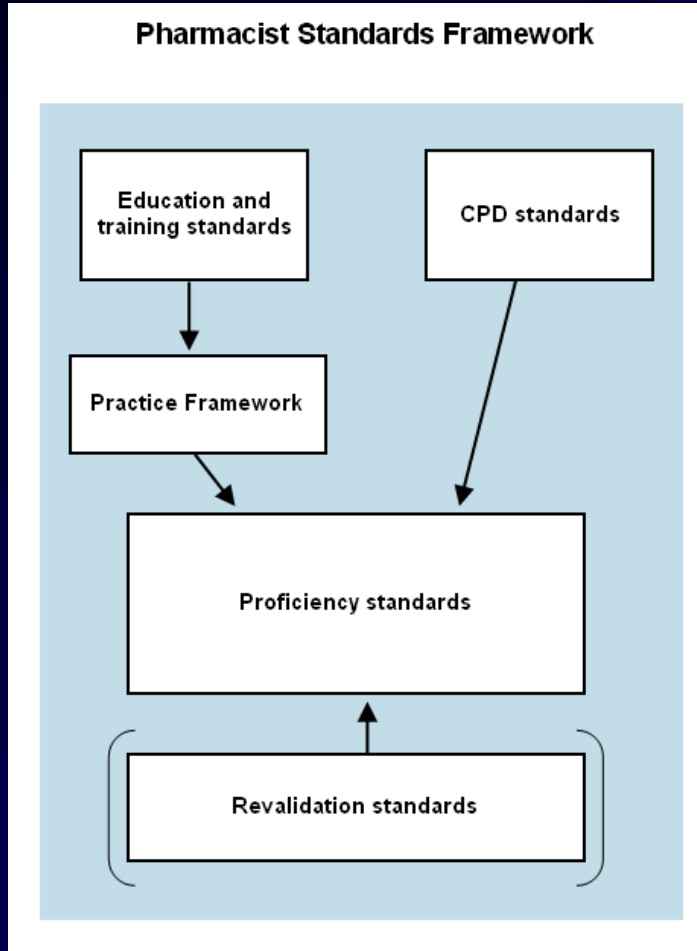 Pharmacist Standards Framework
Education and
training standards
CPD standards
Practice Framework
Proficiency standards
Revalidation standards